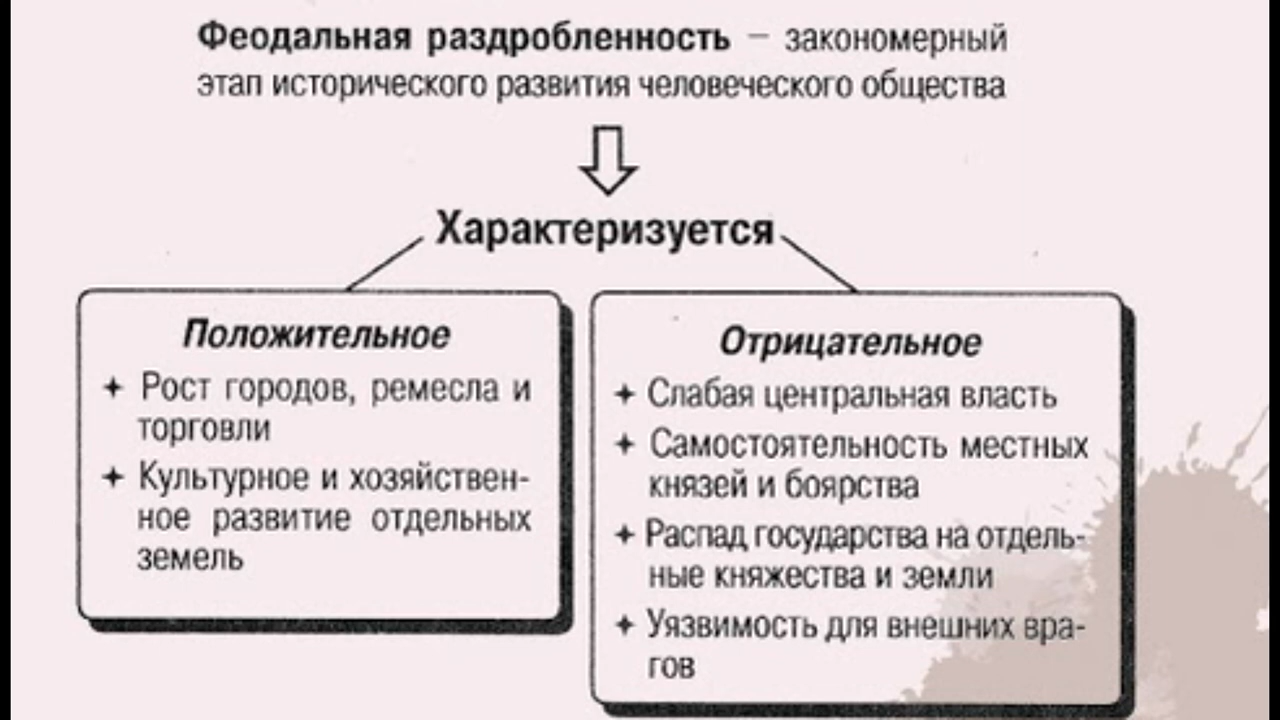 Феодальная раздробленность – закономерный
этап исторического развития человеческого общества
Характеризуется
Положительное
Рост городов, ремесла и
торговли
Культурное и хозяйствен-
ное развитие отдельных
земель
Отрицательное
Слабая центральная власть
Самостоятельность местных
князей и боярства
Распад государства на отдель-
ные княжества и земли
Уязвимость для внешних вра-
гов